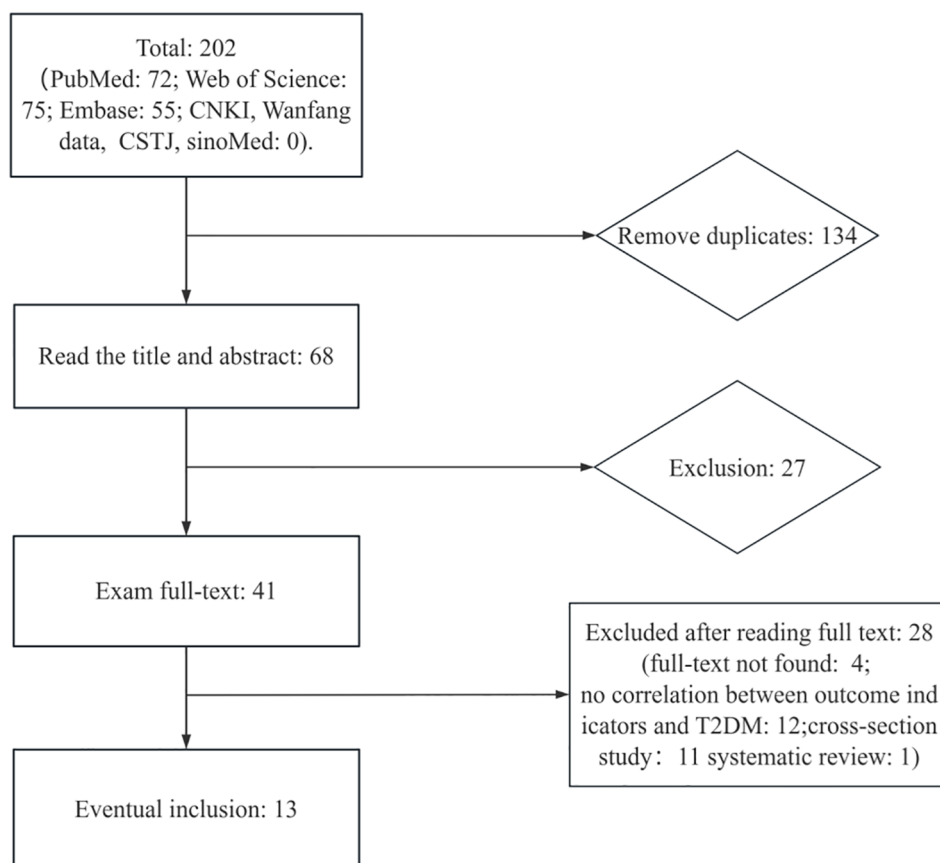 Total: 202
（PubMed: 72; Web of Science:
75; Embase: 55; CNKI, Wanfang
data, CSTJ, sinoMed: 0).
Remove duplicates: 134
Read the title and abstract: 68
Exclusion: 27
Exam full-text: 41
Excluded after reading full text: 28
(full-text not found: 4;
no correlation between outcome ind
icators and T2DM: 12;cross-section
study：11 systematic review: 1)
Eventual inclusion: 13